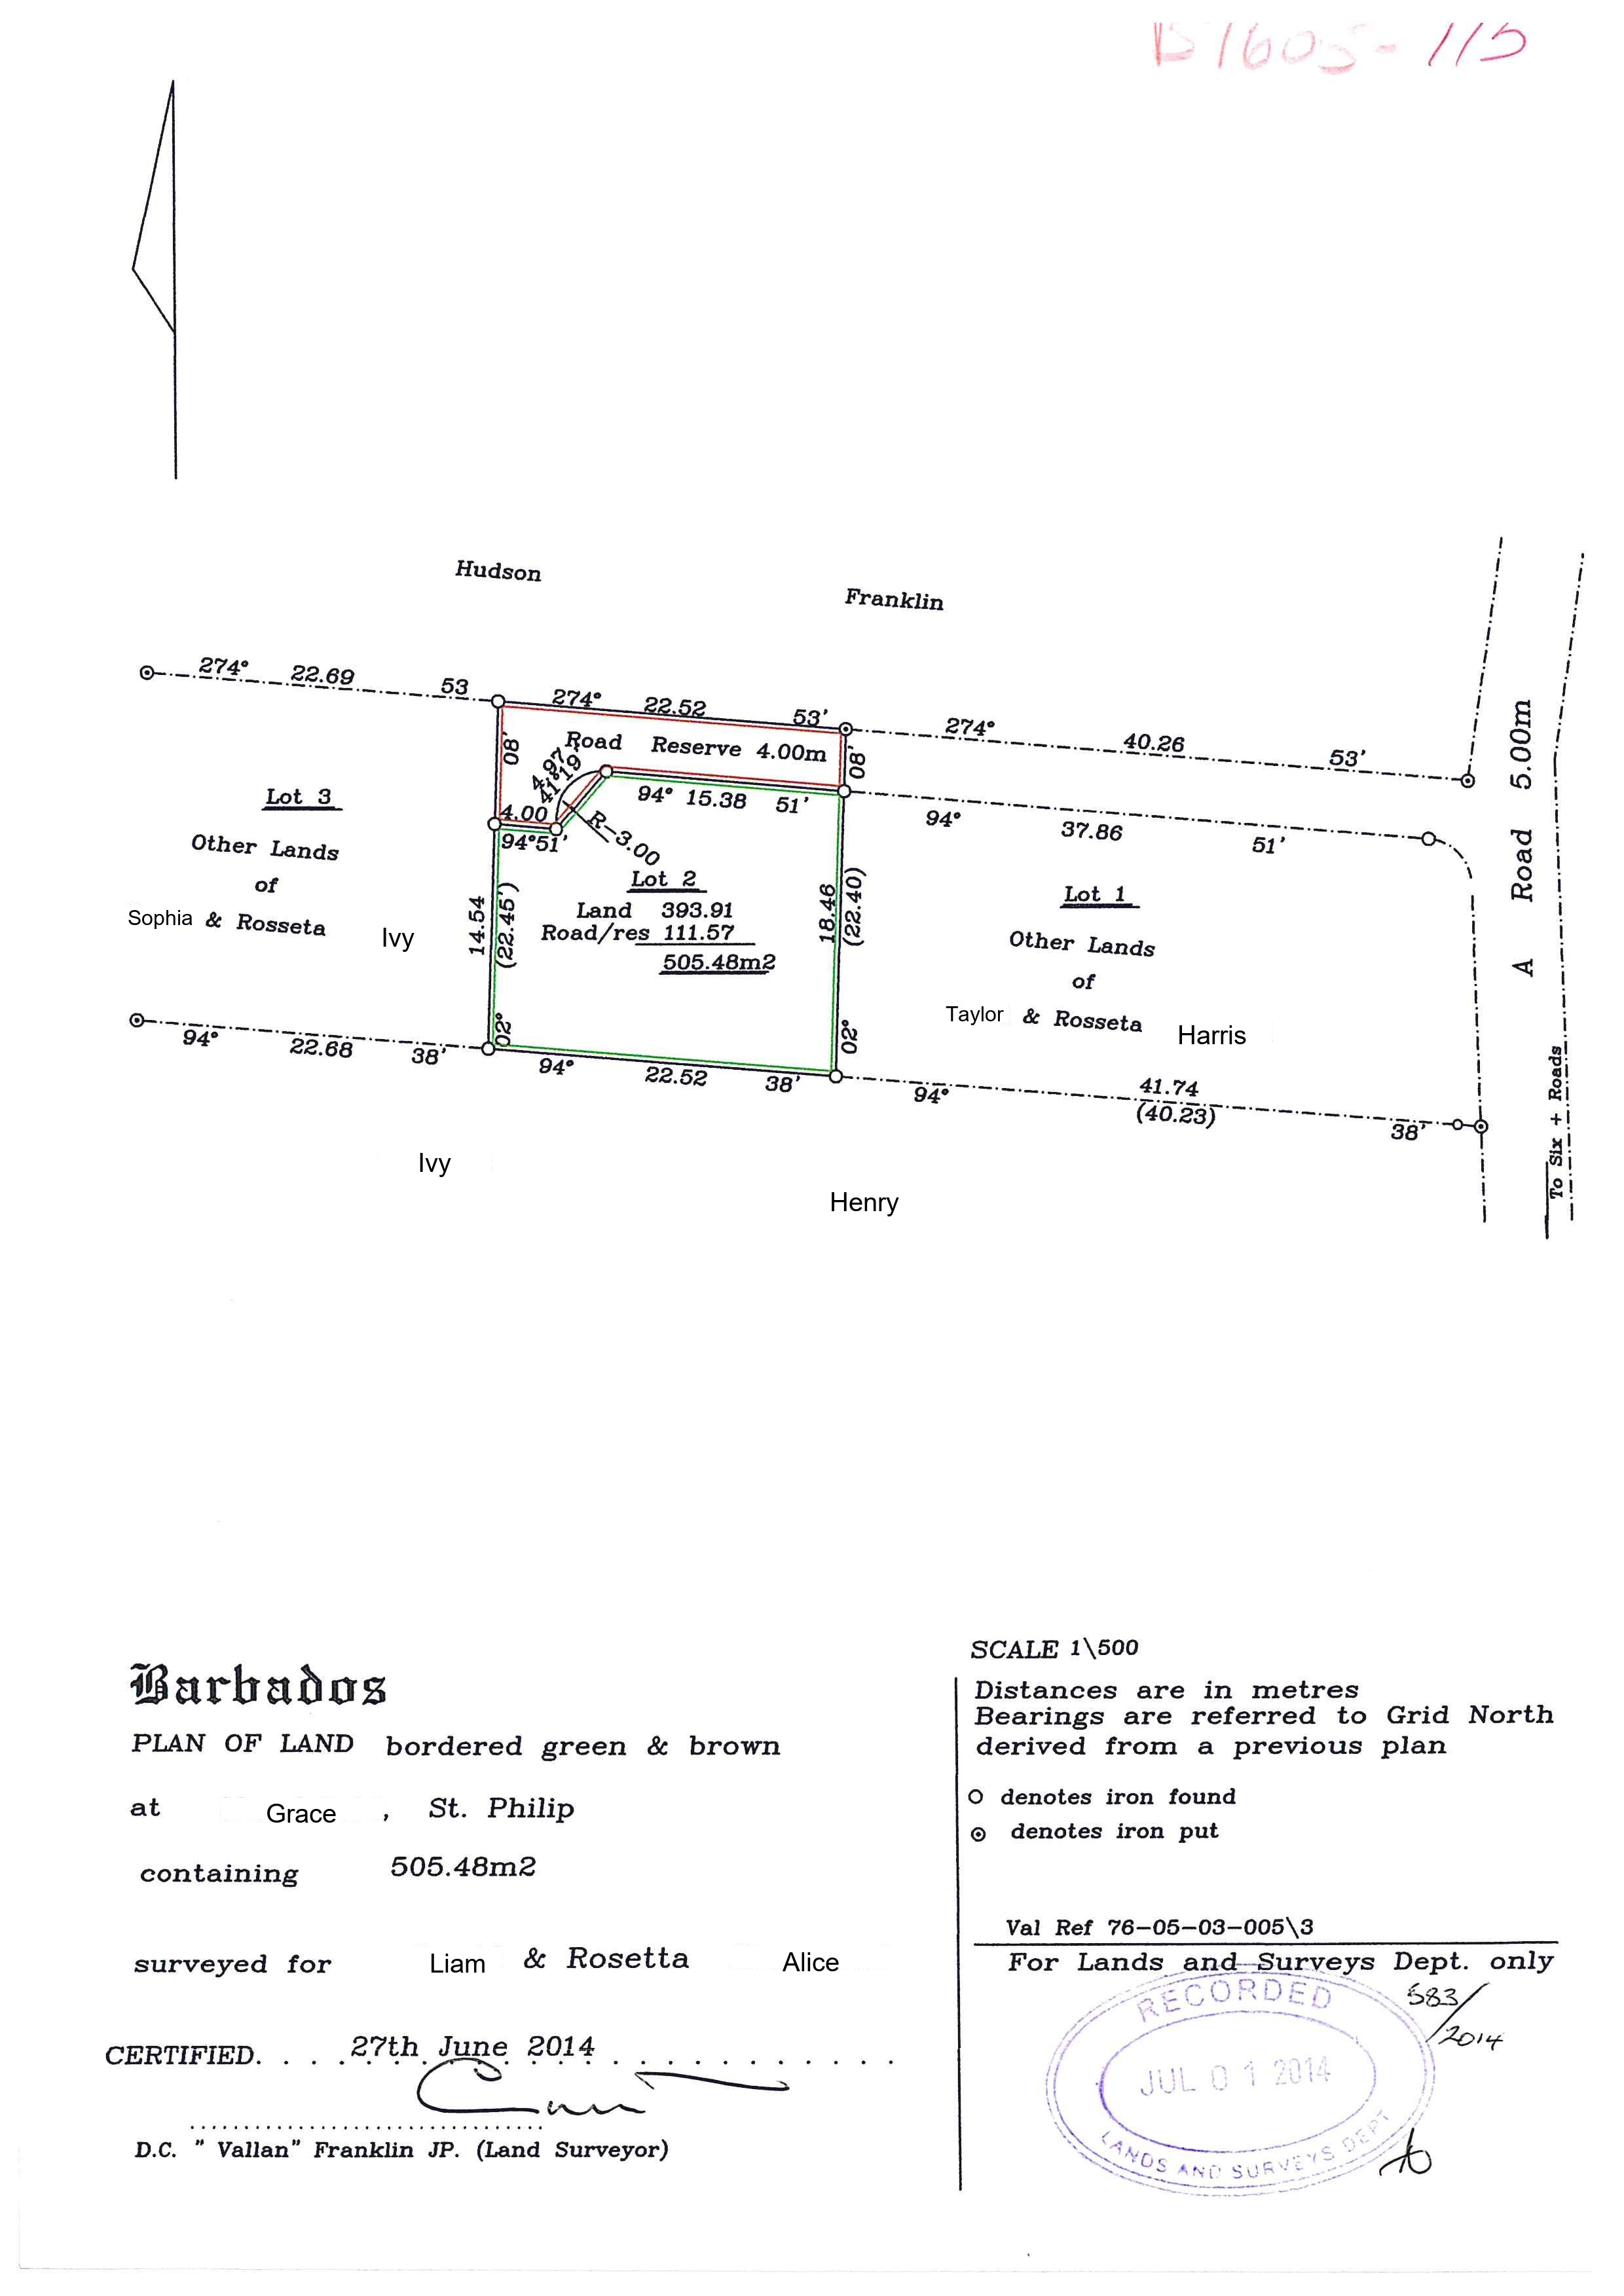 B1605-115
Hudson
Franklin
274° 22.69 53
274° 22.52 53'
274° 40.26 53'
08'
Road Reserve 4.00m
08'
4.97
41°19'
4.00
94°51'
R-3.00
94° 15.38 51'
94° 37.86 51'
Lot 3
Other Lands
of
Sophia & Rosseta Ivy
Lot 2
Land 393.91
Road/res 111.57
505.48m2
14.54
(22.45')
02°
18.46
(22.40)
02°
Lot 1
Other Lands
of
Taylor & Rosseta Harris
94° 22.68 38'
94° 22.52 38'
94° 41.74 38'
(40.23)
A Road 5.00m
To Six + Roads
Ivy
Henry
Barbados
PLAN OF LAND bordered green & brown
at Grace , St. Philip
containing 505.48m2
surveyed for Liam & Rosetta Alice
CERTIFIED. . . . 27th June 2014 . . . . . . . . . . . .
D.C. " Vallan" Franklin JP. (Land Surveyor)
SCALE 1\500
Distances are in metres
Bearings are referred to Grid North
derived from a previous plan
denotes iron found
denotes iron put
Val Ref 76-05-03-005\3
For Lands and Surveys Dept. only
583/2014
RECORDED
JUL 01 2014
LANDS AND SURVEYS DEPT